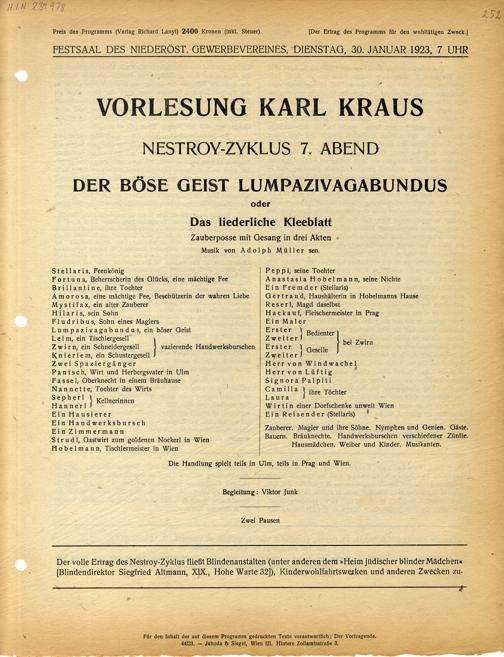 H.I.N. 231978
252
Preis des Programms (Verlag Richard Lányi) 2400 Kronen (inkl. Steuer). [Der Ertrag des Programms für den wohltätigen Zweck.]
FESTSAAL DES NIEDERÖST. GEWERBEVEREINES, DIENSTAG, 30. JANUAR 1923, 7 UHR
VORLESUNG KARL KRAUS
NESTROY-ZYKLUS 7. ABEND
DER BÖSE GEIST LUMPAZIVAGABUNDUS
oder
Das liederliche Kleeblatt
Zauberposse mit Gesang in drei Akten
Musik von Adolph Müller sen.
Stellaris, Feenkönig
Fortuna, Beherrscherin des Glücks, eine mächtige Fee
Brillantine, ihre Tochter
Amorosa, eine mächtige Fee, Beschützerin der wahren Liebe
Mystifax, ein alter Zauberer
Hilaris, sein Sohn
Fludribus, Sohn eines Magiers
Lumpazivagabundus, ein böser Geist
Leim, ein Tischlergesell
Zwirn, ein Schneidergesell } vazierende Handwerksburschen
Knieriem, ein Schustergesell
Zwei Spaziergänger
Pantsch, Wirt und Herbergsvater in Ulm
Fassel, Oberknecht in einem Bräuhause
Nannette, Tochter des Wirts
Sepherl } Kellnerinnen
Hannerl
Ein Hausierer
Ein Handwerksbursch
Ein Zimmermann
Strudl, Gastwirt zum goldenen Nockerl in Wien
Hobelmann, Tischlermeister in Wien
Peppi, seine Tochter
Anastasia Hobelmann, seine Nichte
Ein Fremder (Stellaris)
Gertraud, Haushälterin in Hobelmanns Hause
Reserl, Magd daselbst
Hackauf, Fleischermeister in Prag
Ein Maler
Erster } Bedienter
Zweiter
Erster } Geselle } bei Zwirn
Zweiter
Herr von Windwachel
Herr von Lüftig
Signora Palpiti
Camilla } ihre Töchter
Laura
Wirtin einer Dorfschenke unweit Wien
Ein Reisender (Stellaris)
Zauberer. Magier und ihre Söhne. Nymphen und Genien. Gäste.
Bauern. Bräuknechte. Handwerksburschen verschiedener Zünfte.
Hausmädchen. Weiber und Kinder. Musikanten.
Die Handlung spielt teils in Ulm, teils in Prag und Wien.
Begleitung: Viktor Junk
Zwei Pausen
Der volle Ertrag des Nestroy-Zyklus fließt Blindenanstalten (unter anderem dem »Heim jüdischer blinder Mädchen«
[Blindendirektor Siegfried Altmann, XIX., Hohe Warte 32]), Kinderwohlfahrtswerken und anderen Zwecken zu.
Für den Inhalt der auf diesem Programm gedruckten Texte verantwortlich: Der Vortragende.
44123. — Jahoda & Siegel, Wien III. Hintere Zollamtsstraße 3.